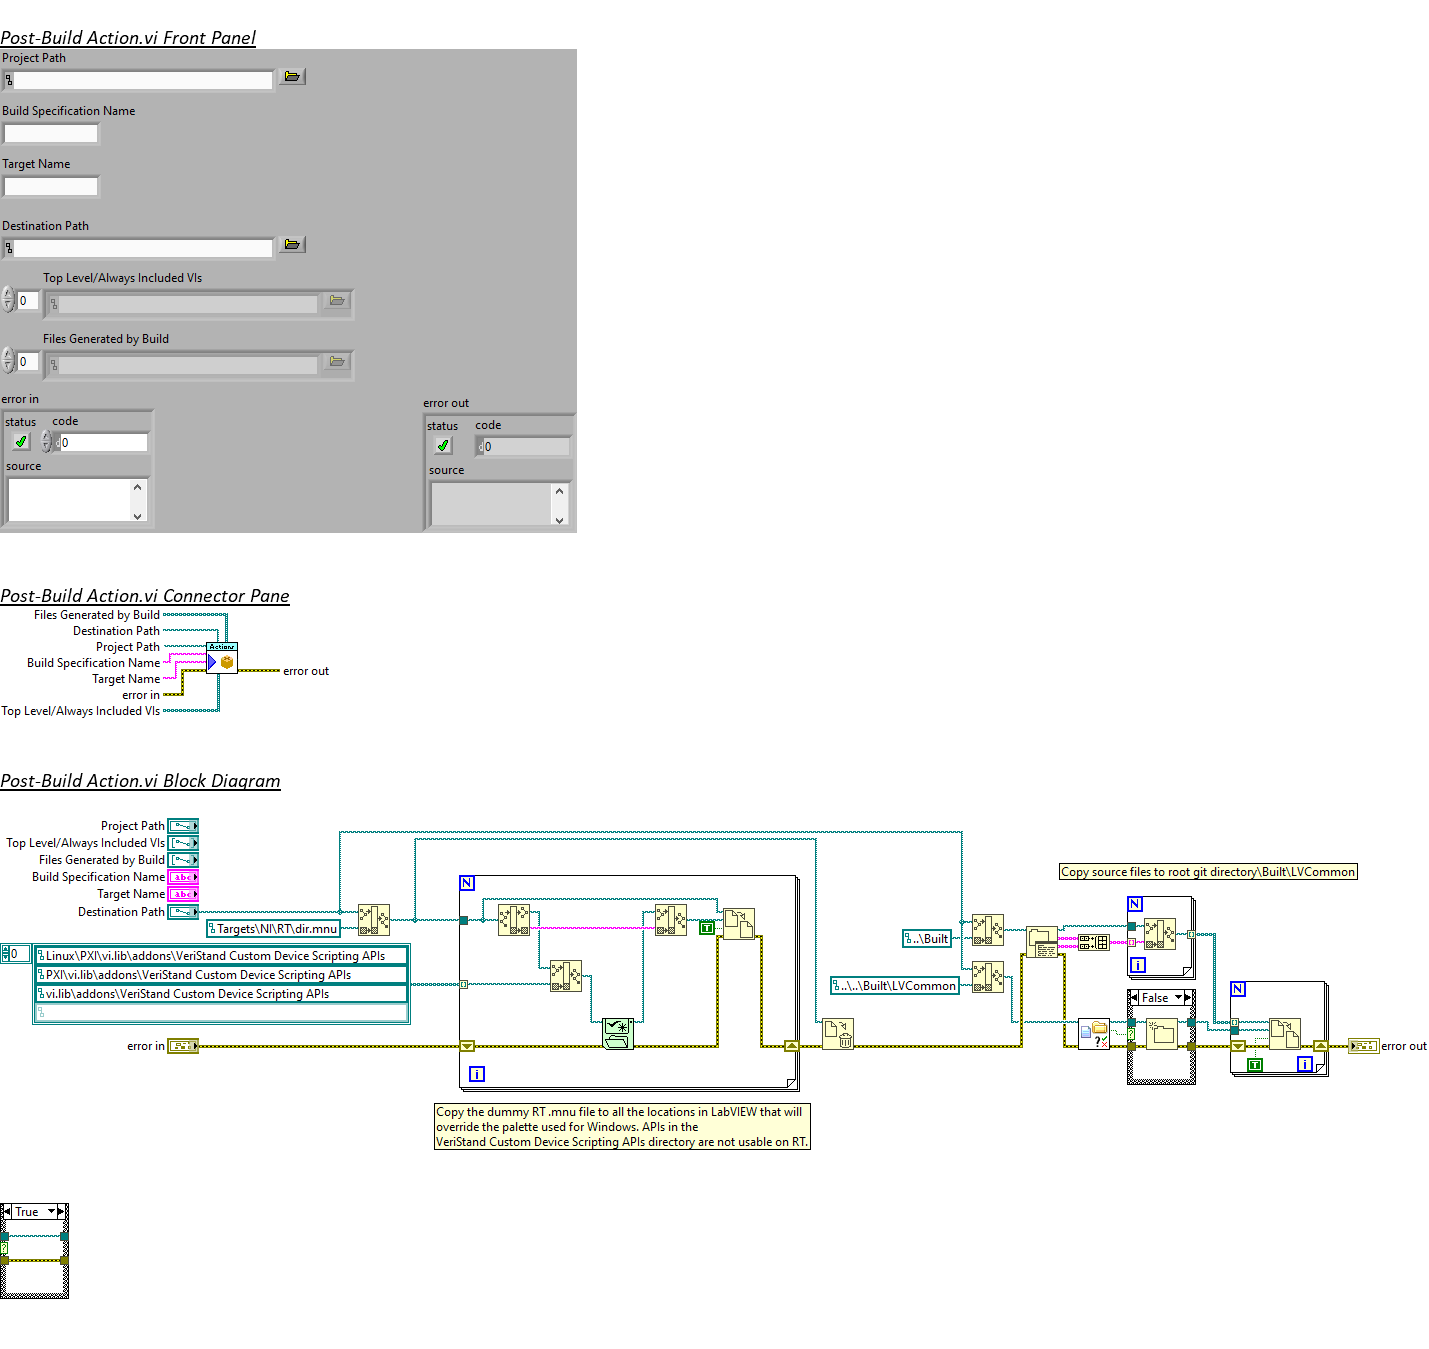 Post-Build Action.vi Front Panel
Project Path
Build Specification Name
Target Name
Destination Path
Top Level/Always Included VIs
0
Files Generated by Build
0
error in
status code
0
source
error out
status code
0
source
Post-Build Action.vi Connector Pane
Files Generated by Build
Destination Path
Project Path
Build Specification Name
Target Name
error in
Top Level/Always Included VIs
Actions
error out
Post-Build Action.vi Block Diagram
Project Path
Top Level/Always Included VIs
Files Generated by Build
Build Specification Name
abc
Target Name
abc
Destination Path
Targets\NI\RT\dir.mnu
0
Linux\PXI\vi.lib\addons\VeriStand Custom Device Scripting APIs
PXI\vi.lib\addons\VeriStand Custom Device Scripting APIs
vi.lib\addons\VeriStand Custom Device Scripting APIs
error in
N
T
i
Copy the dummy RT .mnu file to all the locations in LabVIEW that will
override the palette used for Windows. APIs in the
VeriStand Custom Device Scripting APIs directory are not usable on RT.
..\Built
..\..\Built\LVCommon
Copy source files to root git directory\Built\LVCommon
N
i
False
?
N
T
i
error out
True
?